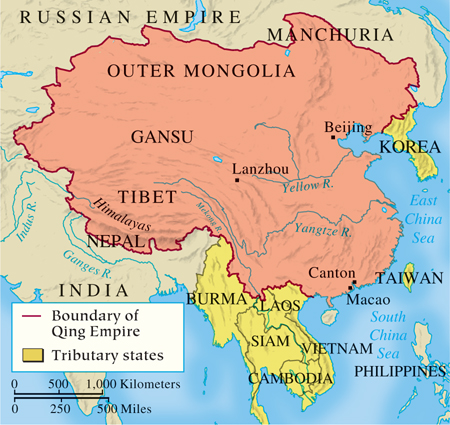 RUSSIAN EMPIRE
MANCHURIA
OUTER MONGOLIA
GANSU
Beijing
KOREA
Lanzhou
Yellow R.
TIBET
Himalayas
Mekong R.
Indus R.
East
China
Sea
Yangtze R.
NEPAL
Ganges R.
Canton
TAIWAN
INDIA
BURMA
LAOS
Macao
South
China
Sea
SIAM
VIETNAM
CAMBODIA
PHILIPPINES
Boundary of
Qing Empire
Tributary states
0 500 1,000 Kilometers
0 250 500 Miles